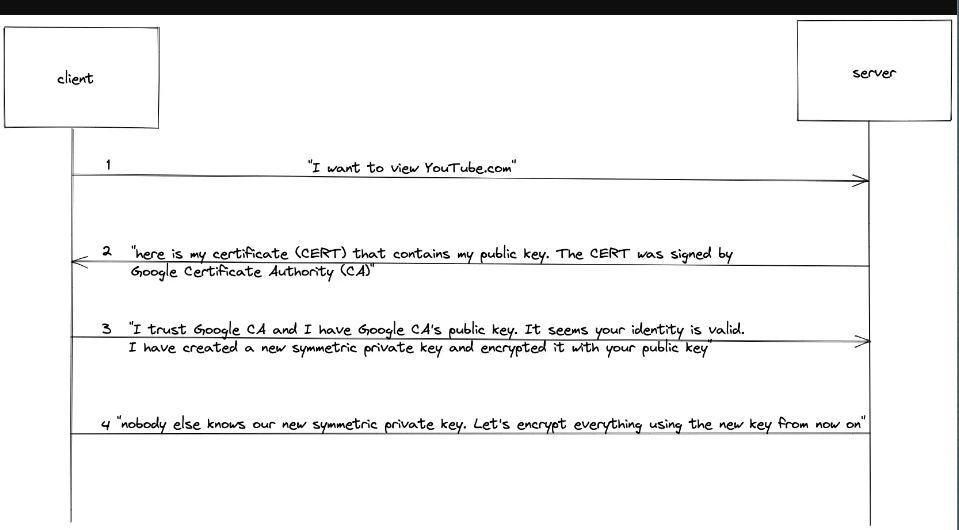 client
server
1 "I want to view YouTube.com"
2 "here is my certificate (CERT) that contains my public key. The CERT was signed by
Google Certificate Authority (CA)"
3 "I trust Google CA and I have Google CA's public key. It seems your identity is valid.
I have created a new symmetric private key and encrypted it with your public key"
4 "nobody else knows our new symmetric private key. Let's encrypt everything using the new key from now on"